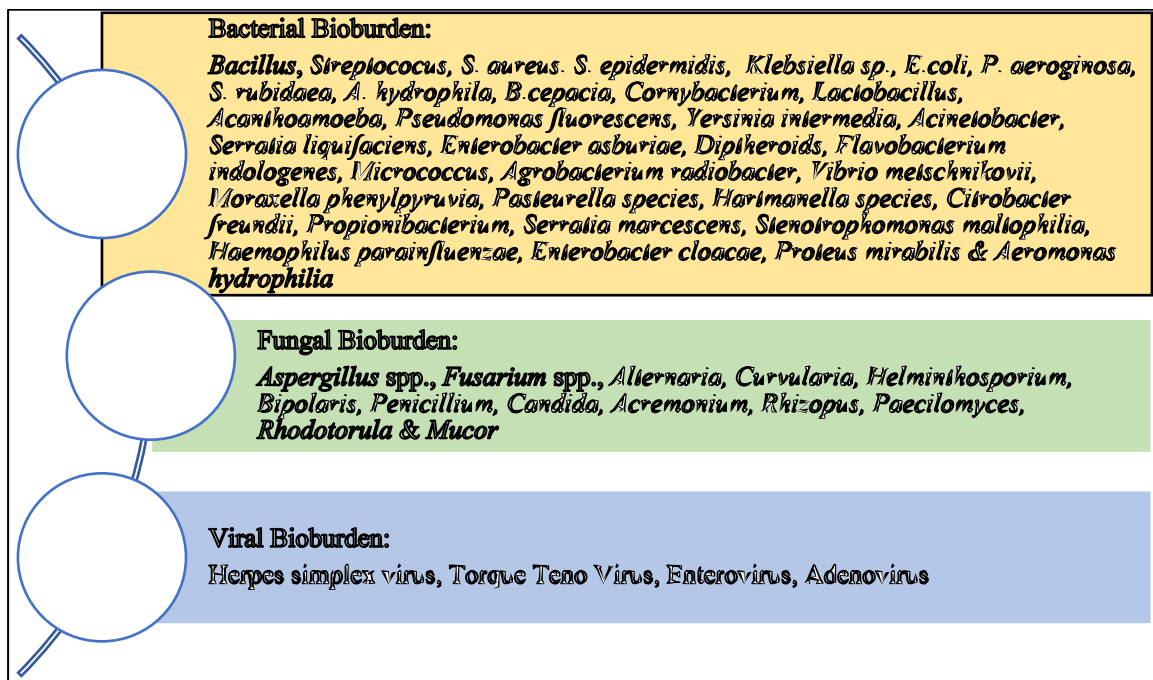 Bacterial Bioburden:
Bacillus, Streptococus, S. aureus. S. epidermidis, Klebsiella sp., E.coli, P. aeroginosa,
S. rubidaea, A. hydrophila, B.cepacia, Cornybacterium, Lactobacillus,
Acanthoamoeba, Pseudomonas fluorescens, Yersinia intermedia, Acinetobacter,
Serratia liquifaciens, Enterobacter asburiae, Diptheroids, Flavobacterium
indologenes, Micrococcus, Agrobacterium radiobacter, Vibrio metschnikovii,
Moraxella phenylpyruvia, Pasteurella species, Hartmanella species, Citrobacter
freundii, Propionibacterium, Serratia marcescens, Stenotrophomonas maltophilia,
Haemophilus parainfluenzae, Enterobacter cloacae, Proteus mirabilis & Aeromonas
hydrophilia
Fungal Bioburden:
Aspergillus spp., Fusarium spp., Alternaria, Curvularia, Helminthosporium,
Bipolaris, Penicillium, Candida, Acremonium, Rhizopus, Paecilomyces,
Rhodotorula & Mucor
Viral Bioburden:
Herpes simplex virus, Torque Teno Virus, Enterovirus, Adenovirus